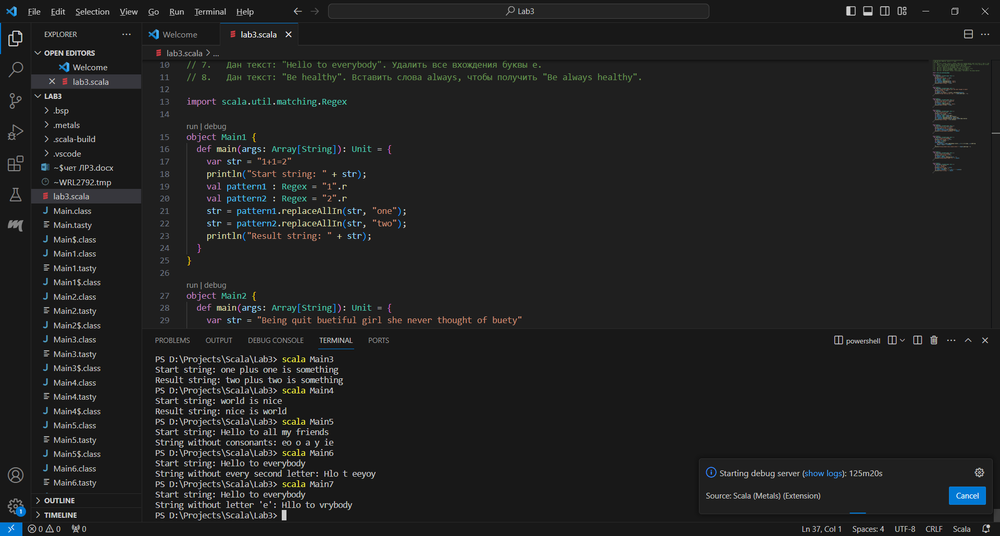 File Edit Selection View Go Run Terminal Help
Lab3
EXPLORER
OPEN EDITORS
Welcome
lab3.scala
LAB3
.bsp
.metals
.scala-build
.vscode
~$чет ЛР3.docx
~WRL2792.tmp
lab3.scala
Main.class
Main.tasty
Main$.class
Main1.class
Main1.tasty
Main1$.class
Main2.class
Main2.tasty
Main2$.class
Main3.class
Main3.tasty
Main3$.class
Main4.class
Main4.tasty
Main4$.class
Main5.class
Main5.tasty
Main5$.class
Main6.class
Main6.tasty
OUTLINE
TIMELINE
Welcome lab3.scala
lab3.scala > ...
10 // 7. Дан текст: "Hello to everybody". Удалить все вхождения буквы e.
11 // 8. Дан текст: "Be healthy". Вставить слова always, чтобы получить "Be always healthy".
12
13 import scala.util.matching.Regex
14
run | debug
15 object Main1 {
16 def main(args: Array[String]): Unit = {
17 var str = "1+1=2"
18 println("Start string: " + str);
19 val pattern1 : Regex = "1".r
20 val pattern2 : Regex = "2".r
21 str = pattern1.replaceAllIn(str, "one");
22 str = pattern2.replaceAllIn(str, "two");
23 println("Result string: " + str);
24 }
25 }
26
run | debug
27 object Main2 {
28 def main(args: Array[String]): Unit = {
29 var str = "Being quit buetiful girl she never thought of buety"
PROBLEMS OUTPUT DEBUG CONSOLE TERMINAL PORTS
powershell
PS D:\Projects\Scala\Lab3> scala Main3
Start string: one plus one is something
Result string: two plus two is something
PS D:\Projects\Scala\Lab3> scala Main4
Start string: world is nice
Result string: nice is world
PS D:\Projects\Scala\Lab3> scala Main5
Start string: Hello to all my friends
String without consonants: eo o a y ie
PS D:\Projects\Scala\Lab3> scala Main6
Start string: Hello to everybody
String without every second letter: Hlo t eeyoy
PS D:\Projects\Scala\Lab3> scala Main7
Start string: Hello to everybody
String without letter 'e': Hllo to vrybody
PS D:\Projects\Scala\Lab3>
Starting debug server (show logs): 125m20s
Source: Scala (Metals) (Extension)
Cancel
1
0 0 0
Ln 37, Col 1 Spaces: 4 UTF-8 CRLF Scala